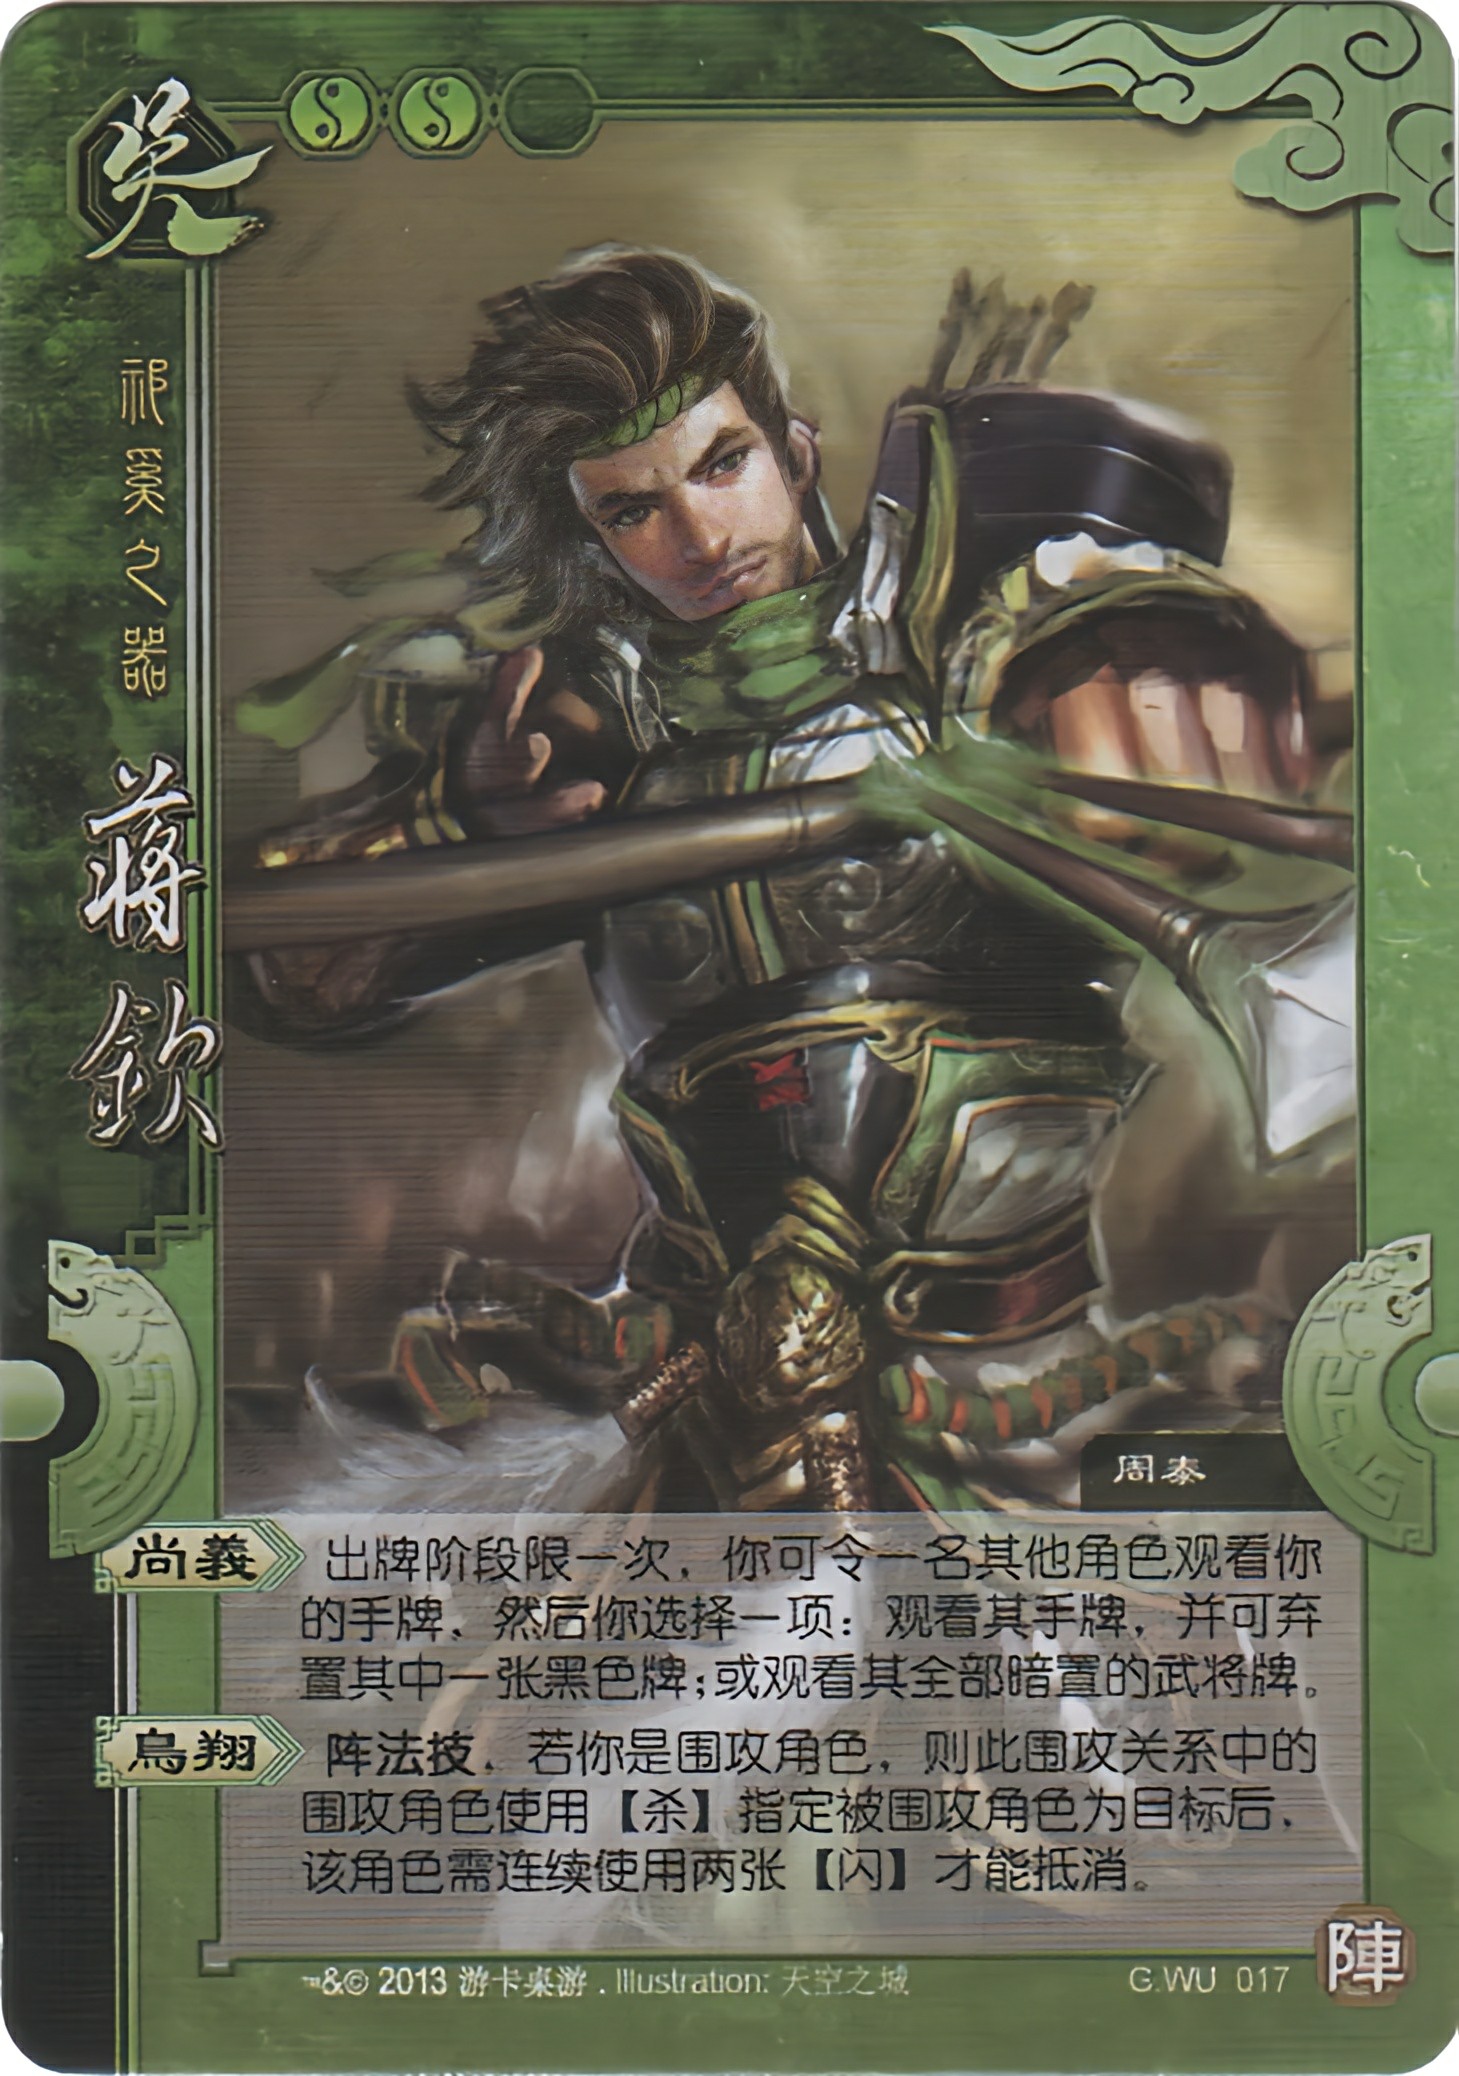 吴
祁奚之器
蔣欽
周泰
尚義
出牌阶段限一次，你可令一名其他角色观看你
的手牌，然后你选择一项：观看其手牌，并可弃
置其中一张黑色牌；或观看其全部暗置的武将牌。
鳥翔
阵法技，若你是围攻角色，则此围攻关系中的
围攻角色使用【杀】指定被围攻角色为目标后，
该角色需连续使用两张【闪】才能抵消。
™&© 2013 游卡桌游 . Illustration: 天空之城
G.WU 017
陣